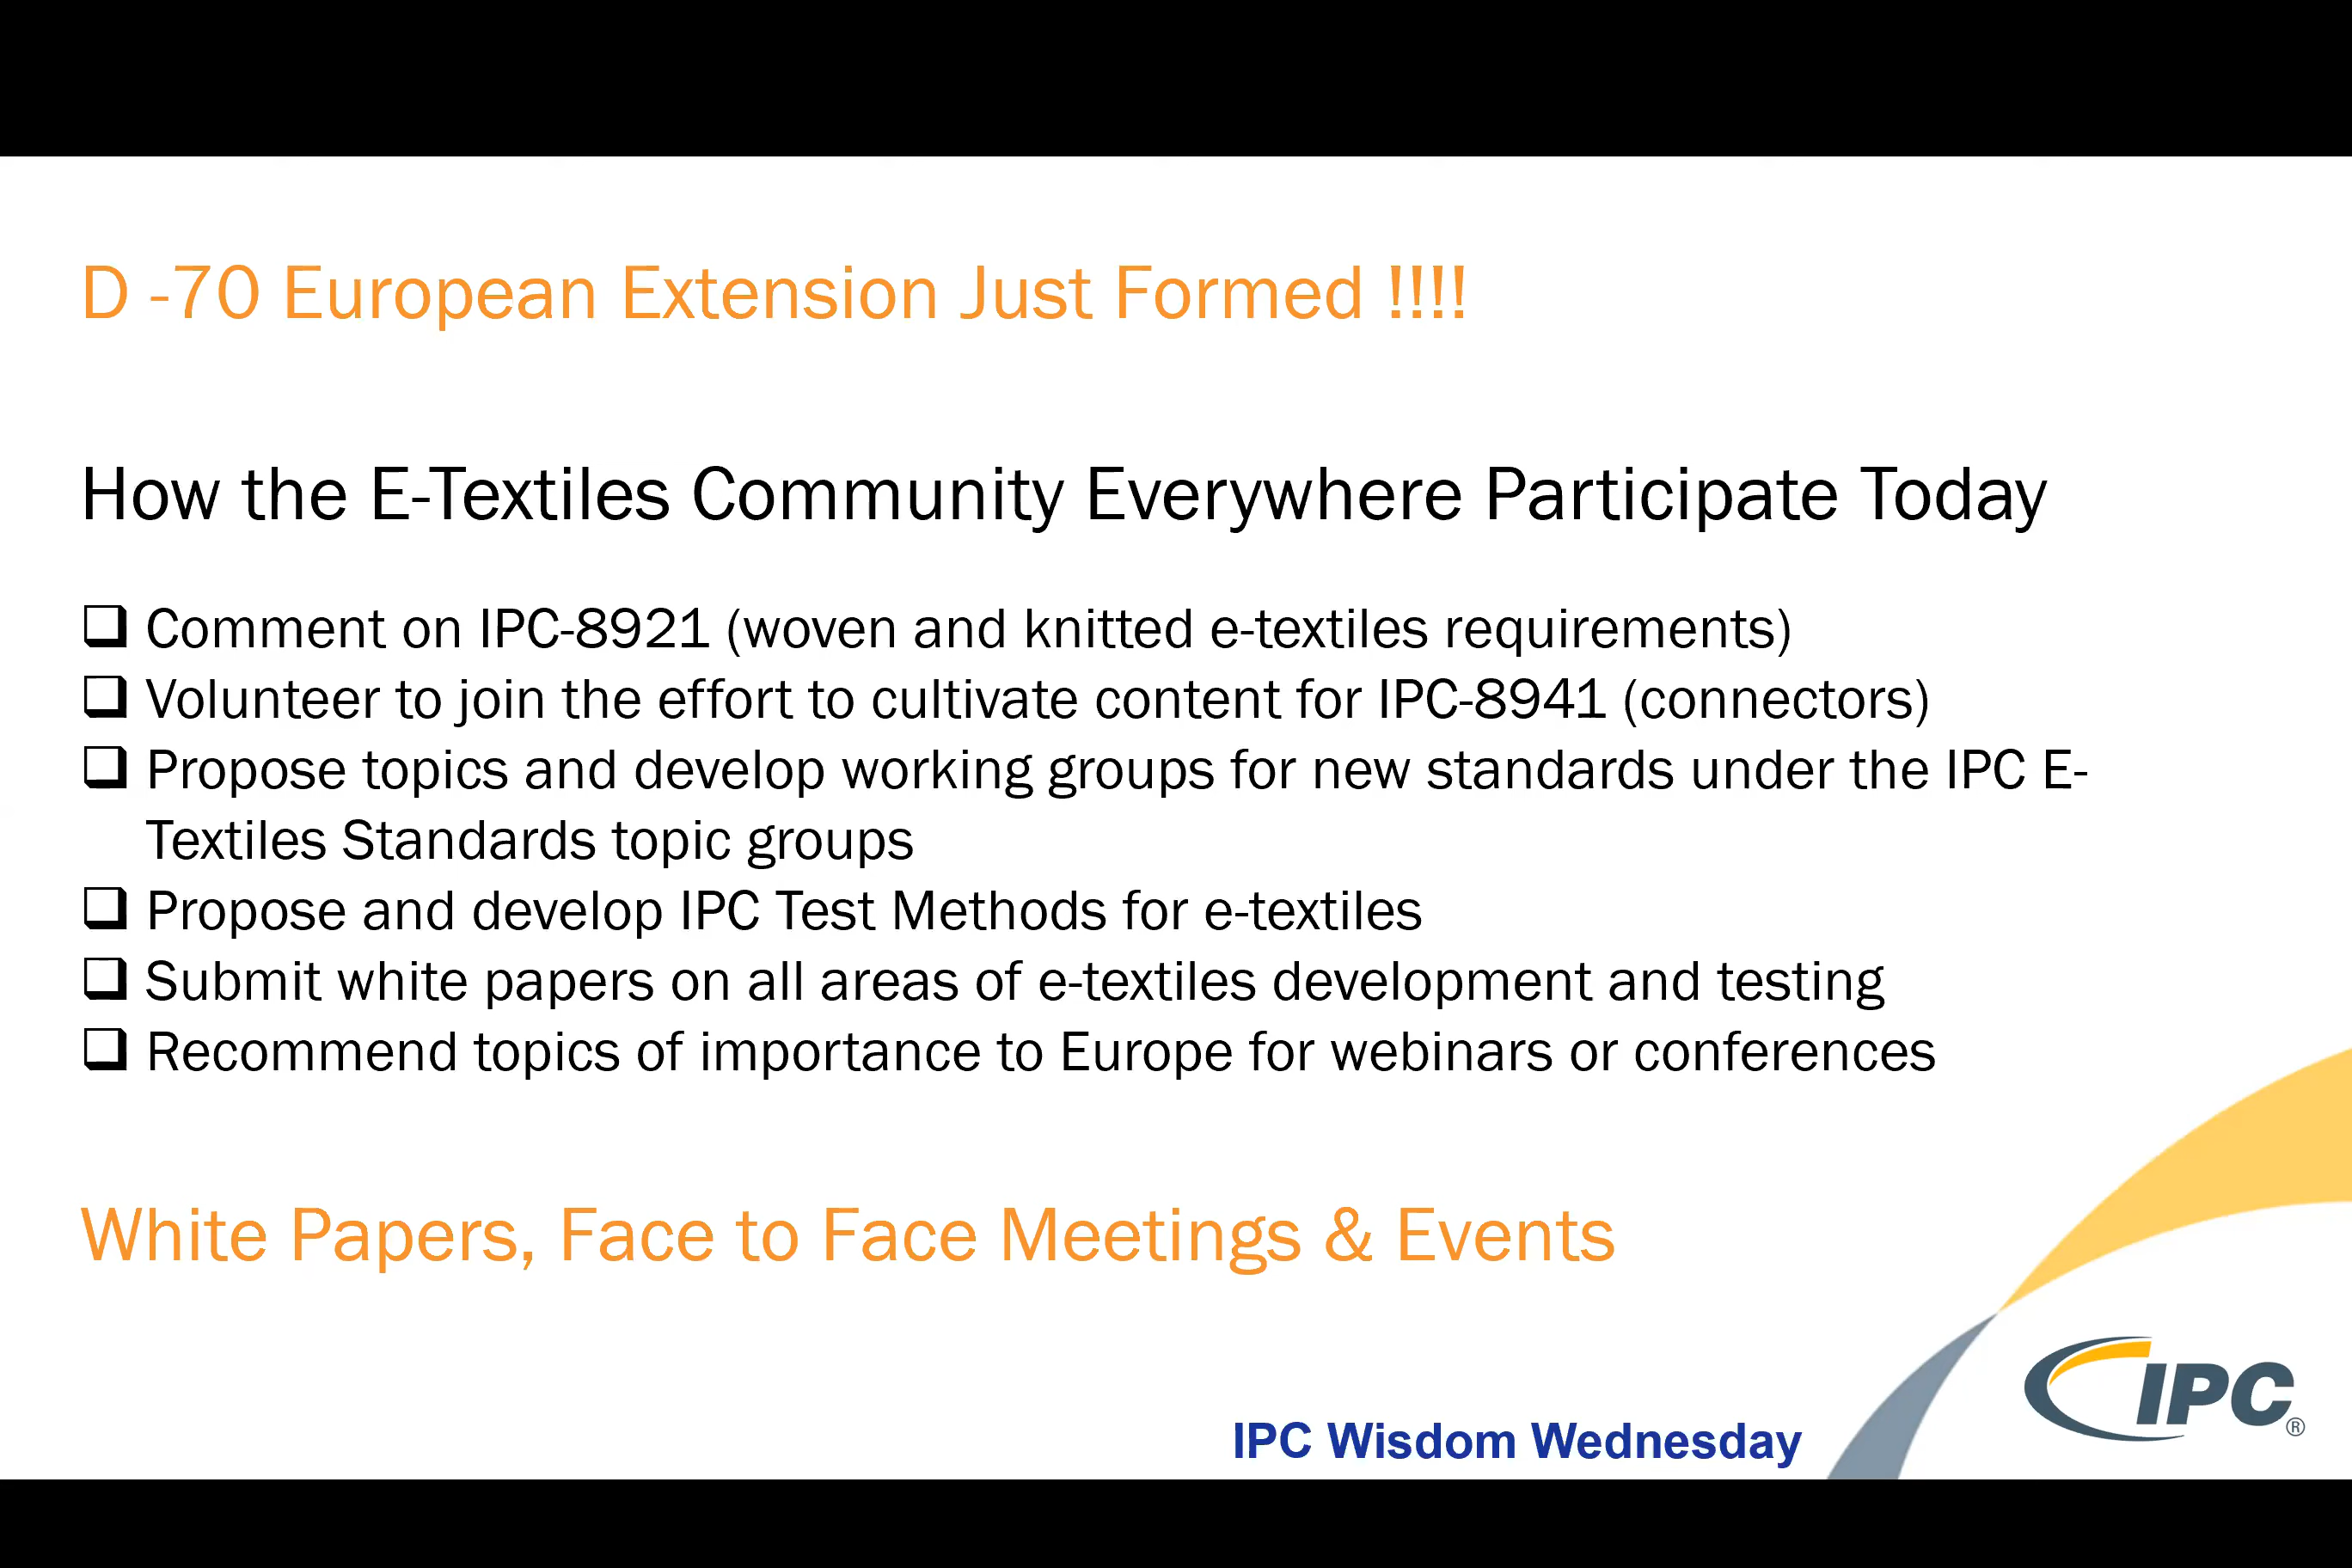 D -70 European Extension Just Formed !!!!
How the E-Textiles Community Everywhere Participate Today
❑ Comment on IPC-8921 (woven and knitted e-textiles requirements)
❑ Volunteer to join the effort to cultivate content for IPC-8941 (connectors)
❑ Propose topics and develop working groups for new standards under the IPC E-
Textiles Standards topic groups
❑ Propose and develop IPC Test Methods for e-textiles
❑ Submit white papers on all areas of e-textiles development and testing
❑ Recommend topics of importance to Europe for webinars or conferences
White Papers, Face to Face Meetings & Events
IPC®
IPC Wisdom Wednesday